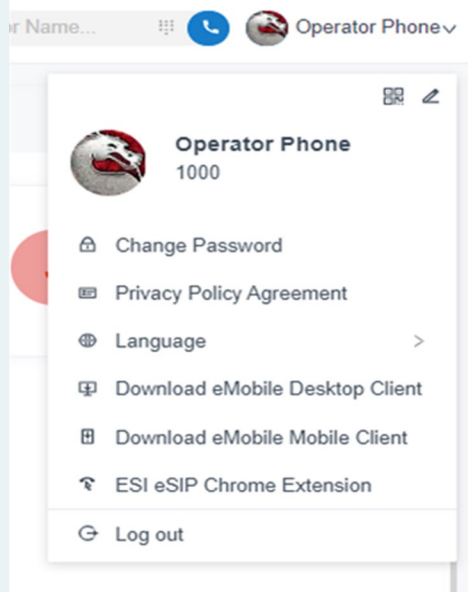 r Name...
Operator Phone
Operator Phone
1000
Change Password
Privacy Policy Agreement
Language
Download eMobile Desktop Client
Download eMobile Mobile Client
ESI eSIP Chrome Extension
Log out